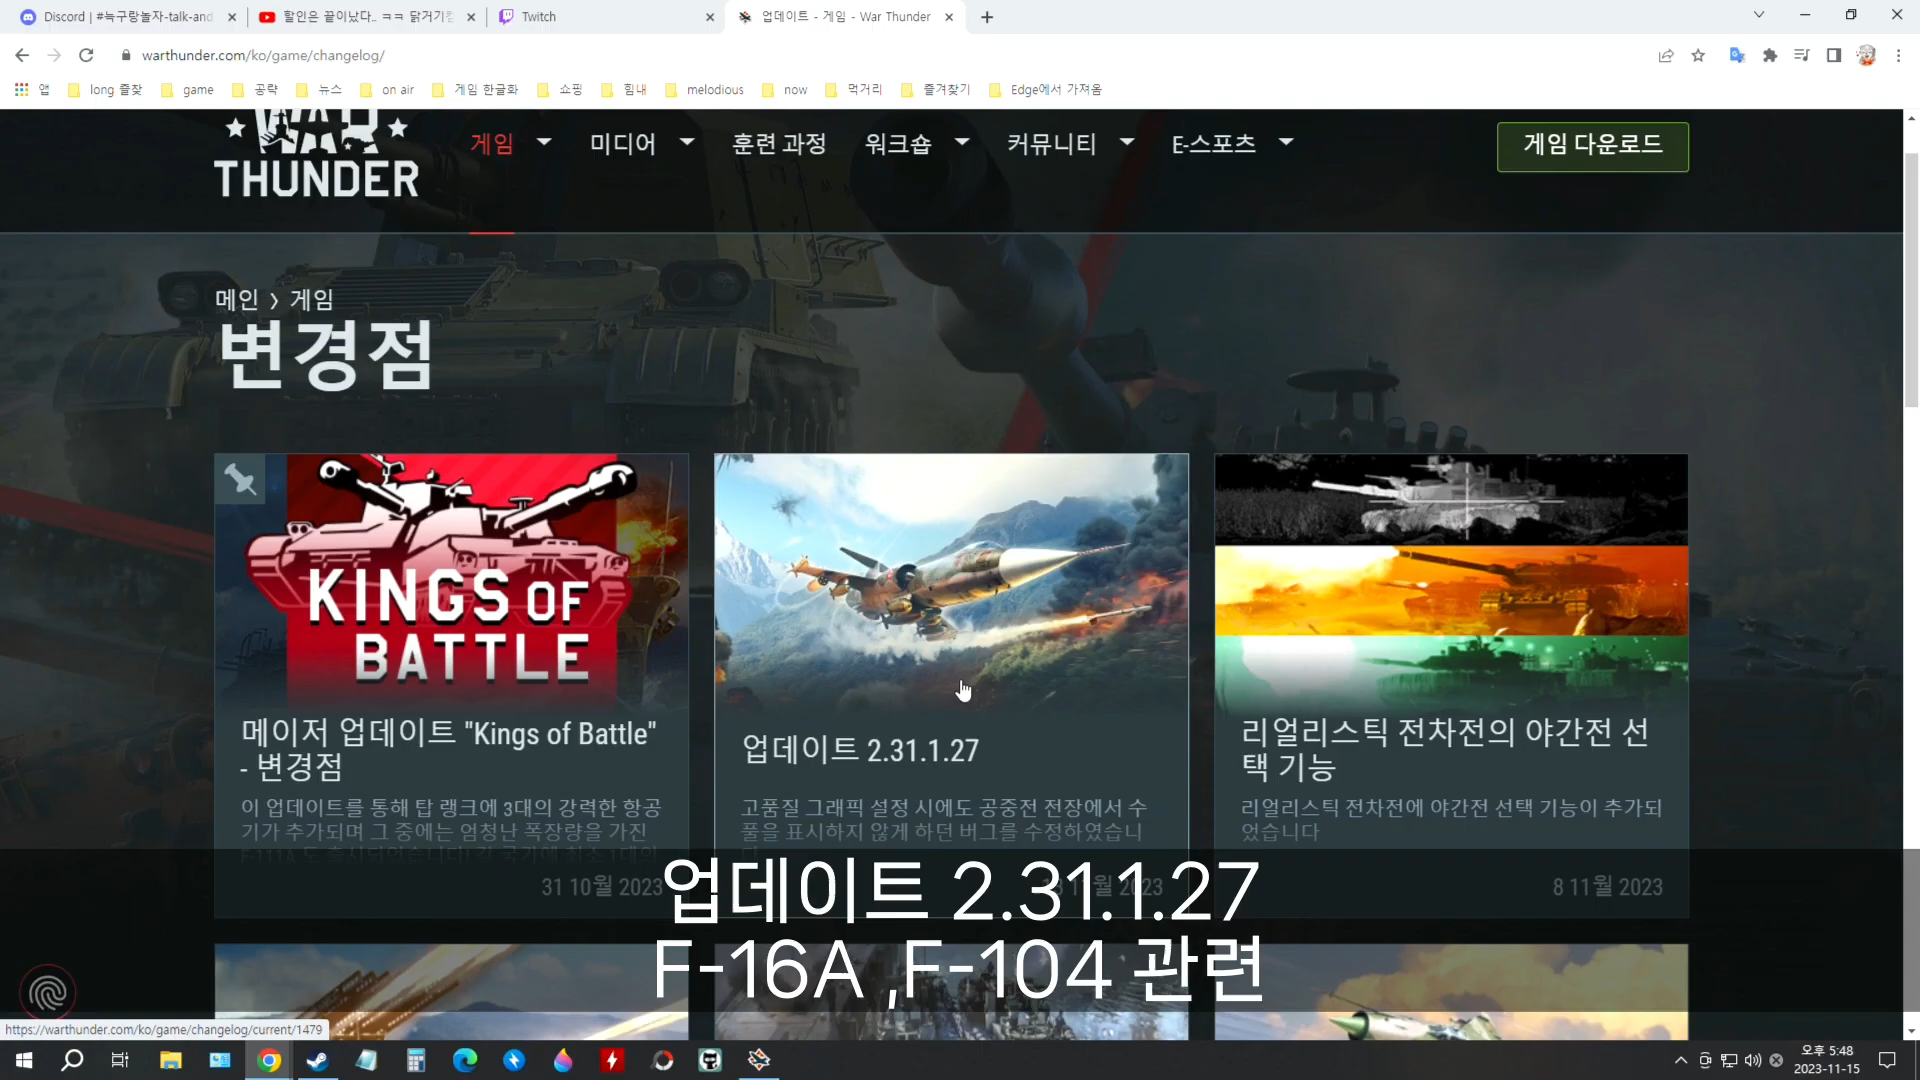 Discord | #늑구랑놀자-talk-and
할인은 끝이났다.. ㅋㅋ 닭거기
Twitch
업데이트 - 게임 - War Thunder
warthunder.com/ko/game/changelog/
앱
long 즐찾
game
공략
뉴스
on air
게임 한글화
쇼핑
힘내
melodious
now
먹거리
즐겨찾기
Edge에서 가져옴
WAR
THUNDER
게임
미디어
훈련 과정
워크숍
커뮤니티
E-스포츠
게임 다운로드
메인 › 게임
변경점
KINGS OF
BATTLE
메이저 업데이트 "Kings of Battle"
- 변경점
이 업데이트를 통해 탑 랭크에 3대의 강력한 항공
기가 추가되며 그 중에는 엄청난 폭장량을 가진
31 10월 2023
업데이트 2.31.1.27
고품질 그래픽 설정 시에도 공중전 전장에서 수
풀을 표시하지 않게 하던 버그를 수정하였습니
리얼리스틱 전차전의 야간전 선
택 기능
리얼리스틱 전차전에 야간전 선택 기능이 추가되
었습니다
8 11월 2023
업데이트 2.31.1.27
F-16A ,F-104 관련
https://warthunder.com/ko/game/changelog/current/1479
오후 5:48
2023-11-15